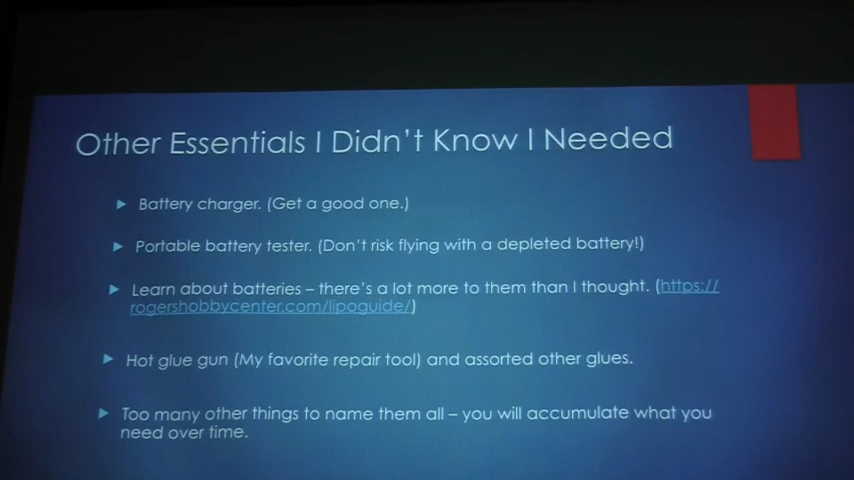 Other Essentials I Didn't Know I Needed
Battery charger. (Get a good one.)
Portable battery tester. (Don't risk flying with a depleted battery!)
Learn about batteries – there's a lot more to them than I thought. (https://
rogershobbycenter.com/lipoguide/)
Hot glue gun (My favorite repair tool) and assorted other glues.
Too many other things to name them all – you will accumulate what you
need over time.